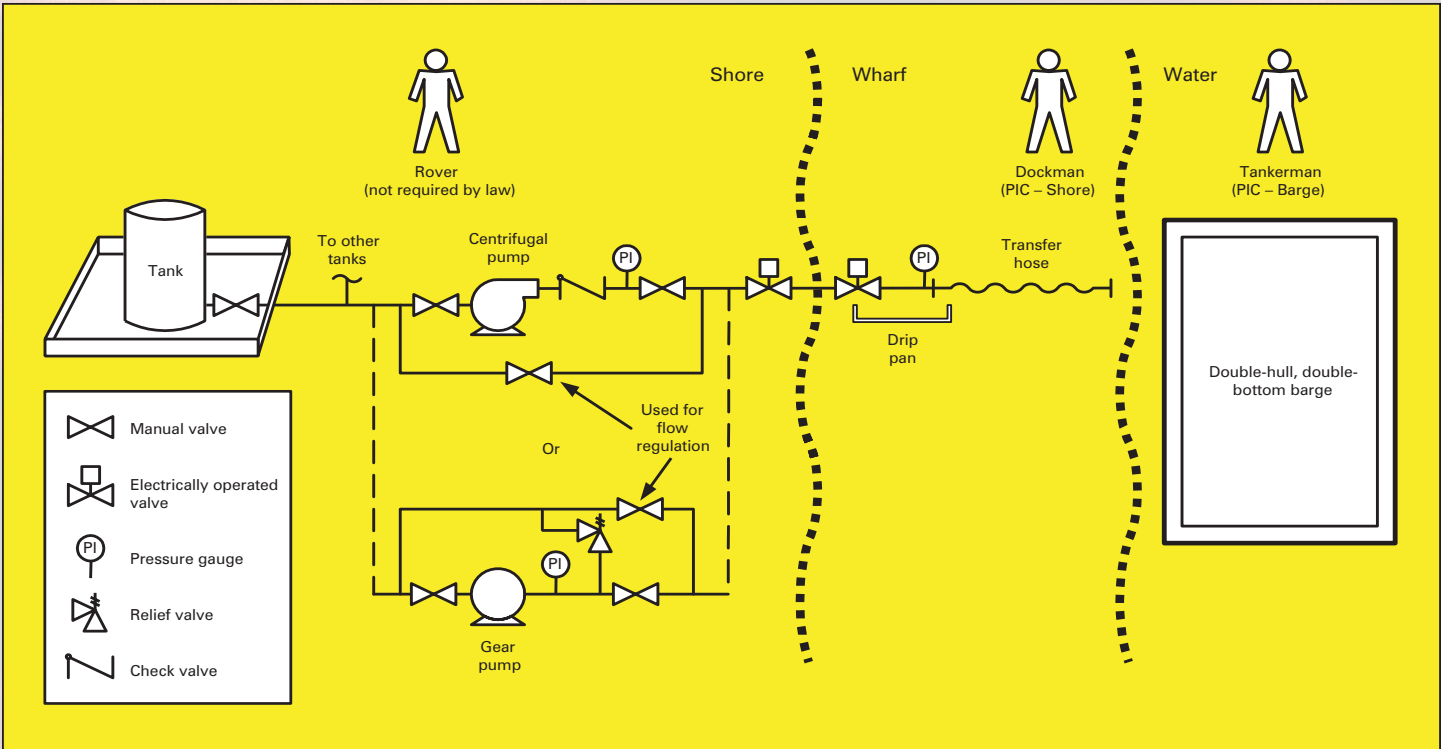 Shore
Wharf
Water
Rover
(not required by law)
Dockman
(PIC – Shore)
Tankerman
(PIC – Barge)
Tank
To other
tanks
Centrifugal
pump
PI
PI
Transfer
hose
Drip
pan
Double-hull, double-
bottom barge
Used for
flow
regulation
Or
PI
Gear
pump
Manual valve
Electrically operated
valve
PI
Pressure gauge
Relief valve
Check valve